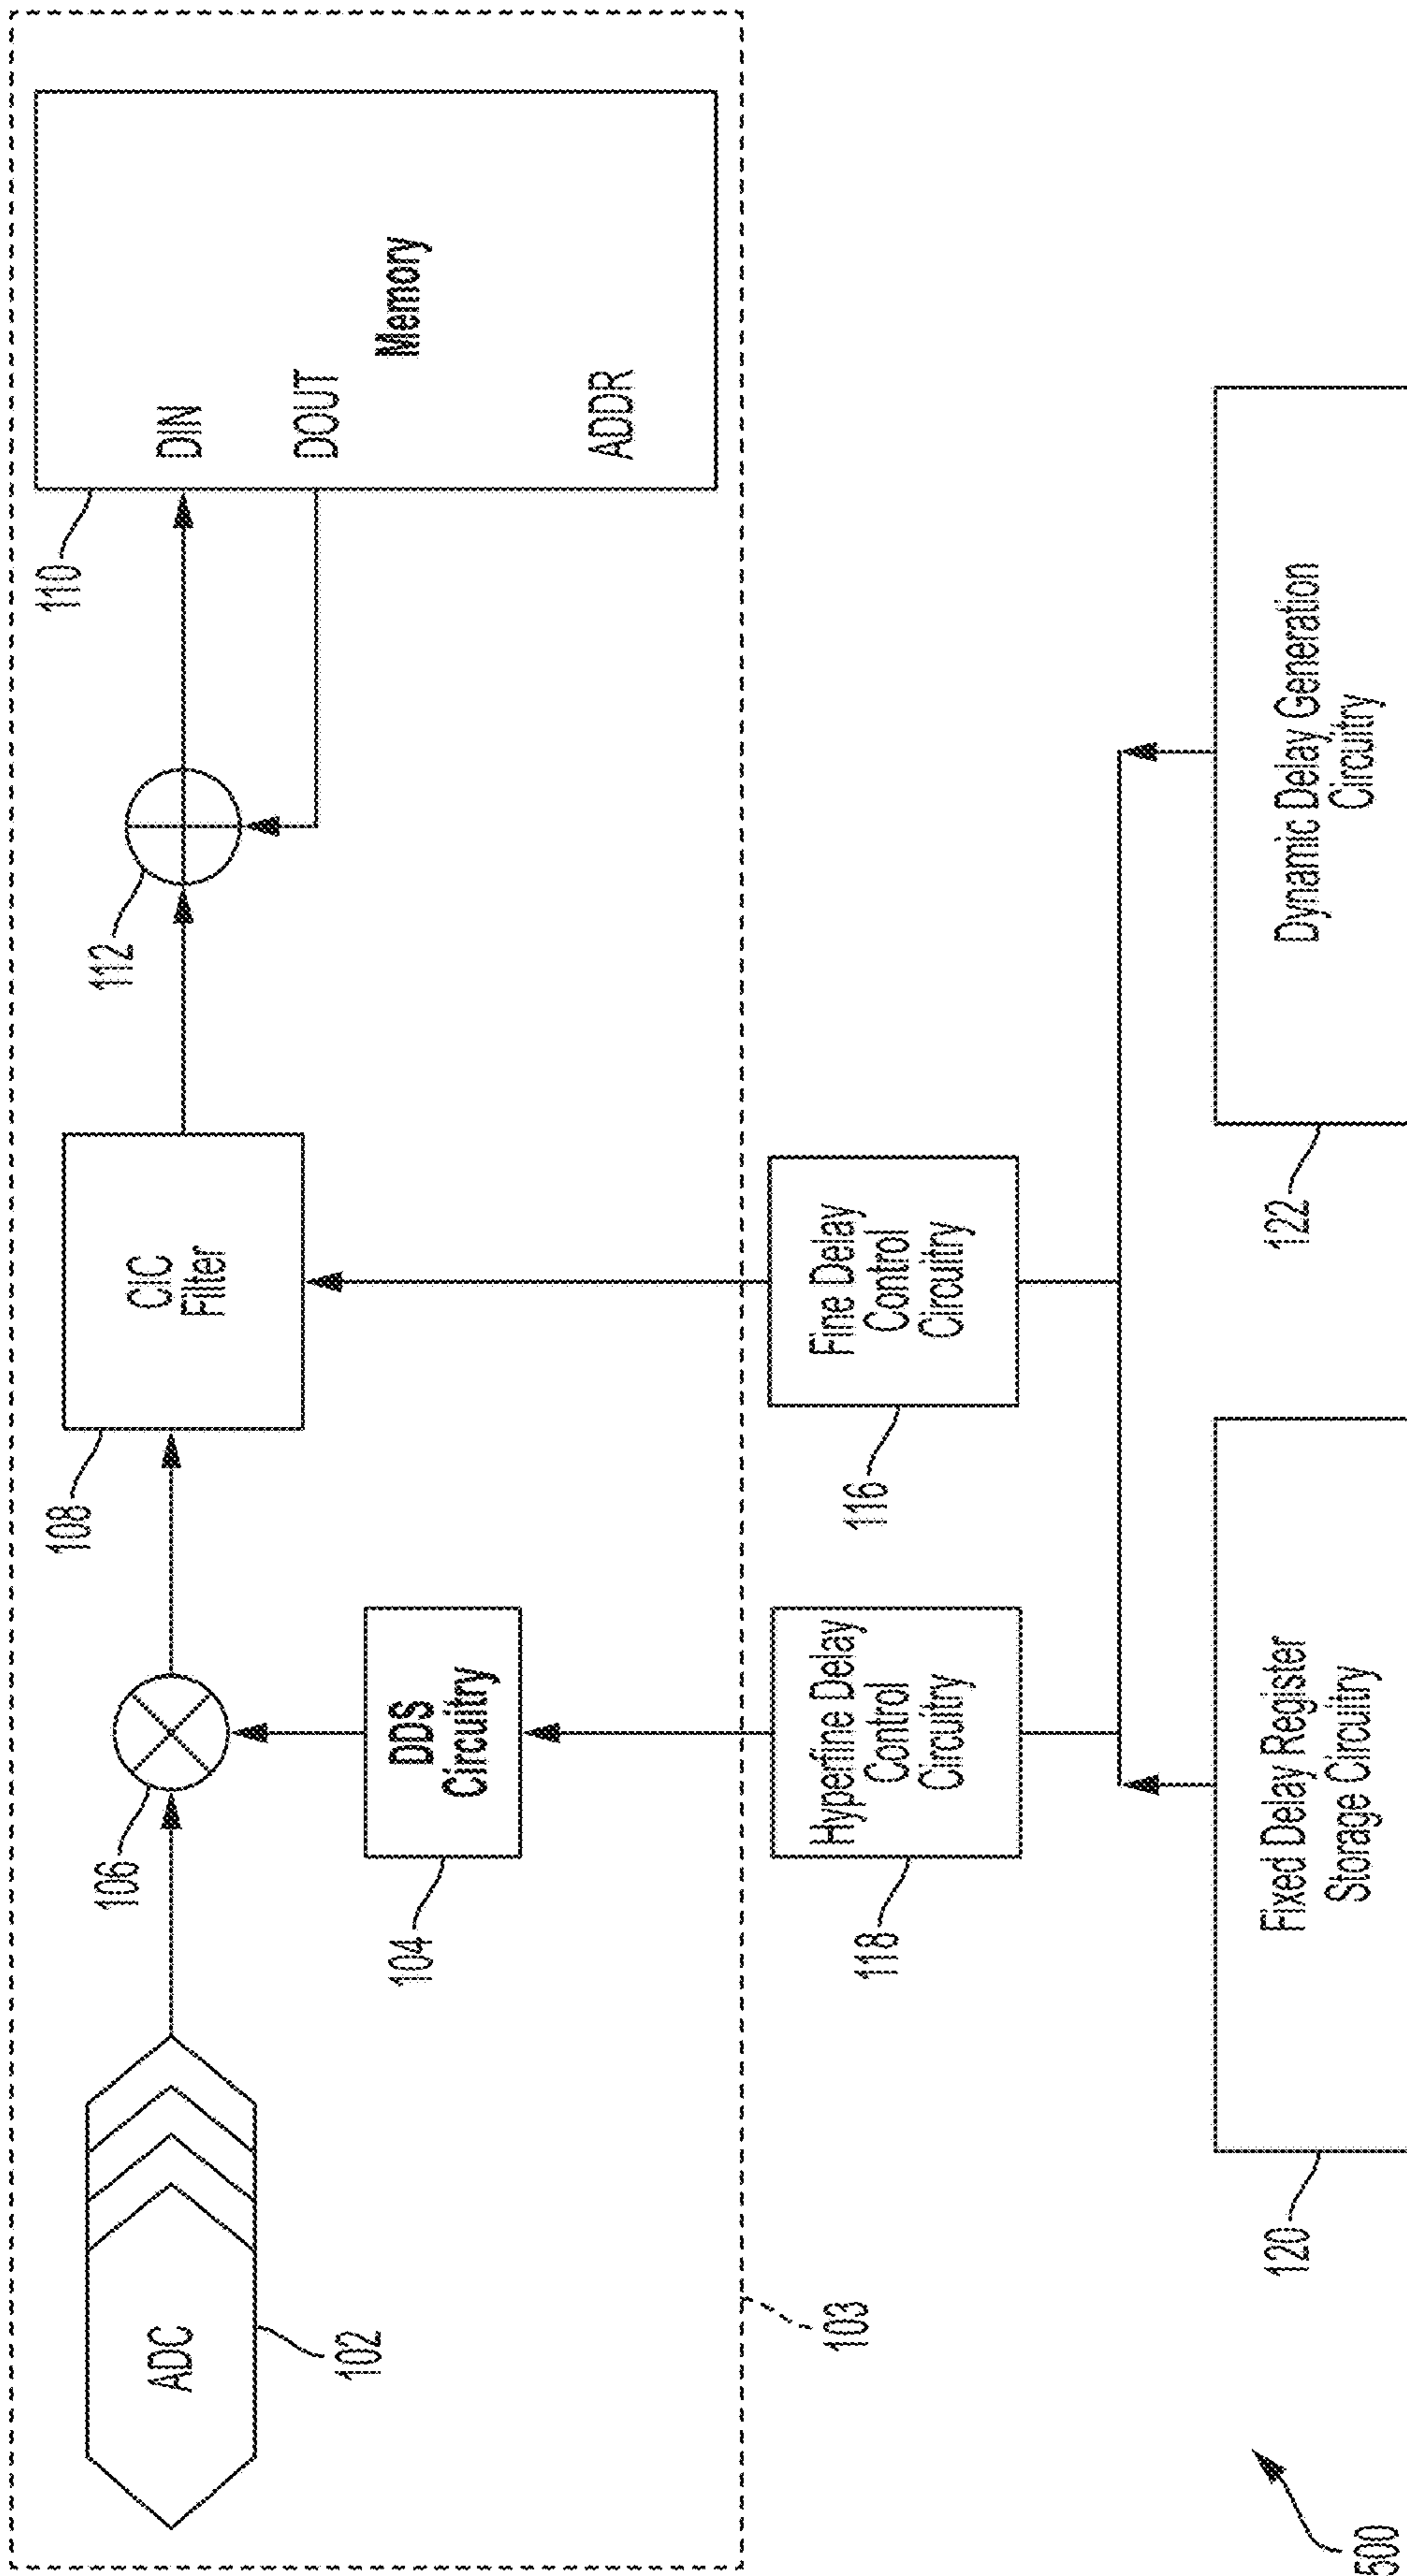 ADC
102
106
108
CIC
Filter
112
110
DIN
DOUT
Memory
ADDR
104
DDS
Circuitry
103
118
Hyperfine Delay
Control
Circuitry
116
Fine Delay
Control
Circuitry
120
Fixed Delay Register
Storage Circuitry
122
Dynamic Delay Generation
Circuitry
500